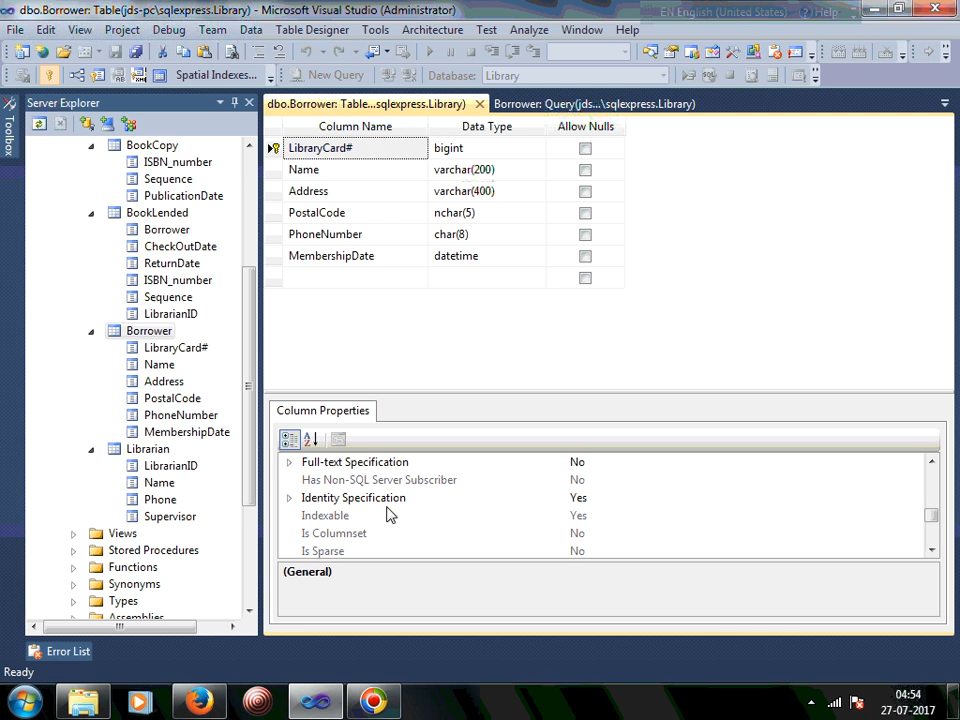 dbo.Borrower: Table(jds-pc\sqlexpress.Library) - Microsoft Visual Studio (Administrator)
EN English (United States)
Help
File Edit View Project Debug Team Data Table Designer Tools Architecture Test Analyze Window Help
Spatial Indexes...
New Query
Database: Library
Toolbox
Server Explorer
BookCopy
ISBN_number
Sequence
PublicationDate
BookLended
Borrower
CheckOutDate
ReturnDate
ISBN_number
Sequence
LibrarianID
Borrower
LibraryCard#
Name
Address
PostalCode
PhoneNumber
MembershipDate
Librarian
LibrarianID
Name
Phone
Supervisor
Views
Stored Procedures
Functions
Synonyms
Types
Assemblies
dbo.Borrower: Table...sqlexpress.Library)
Borrower: Query(jds...\sqlexpress.Library)
Column Name Data Type Allow Nulls
LibraryCard# bigint
Name varchar(200)
Address varchar(400)
PostalCode nchar(5)
PhoneNumber char(8)
MembershipDate datetime
Column Properties
Full-text Specification No
Has Non-SQL Server Subscriber No
Identity Specification Yes
Indexable Yes
Is Columnset No
Is Sparse No
(General)
Error List
Ready
04:54
27-07-2017